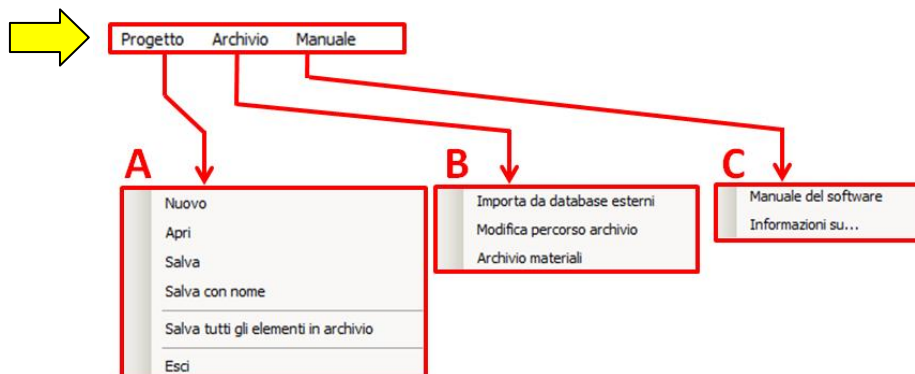 Progetto Archivio Manuale
A
Nuovo
Apri
Salva
Salva con nome
Salva tutti gli elementi in archivio
Esci
B
Importa da database esterni
Modifica percorso archivio
Archivio materiali
C
Manuale del software
Informazioni su...